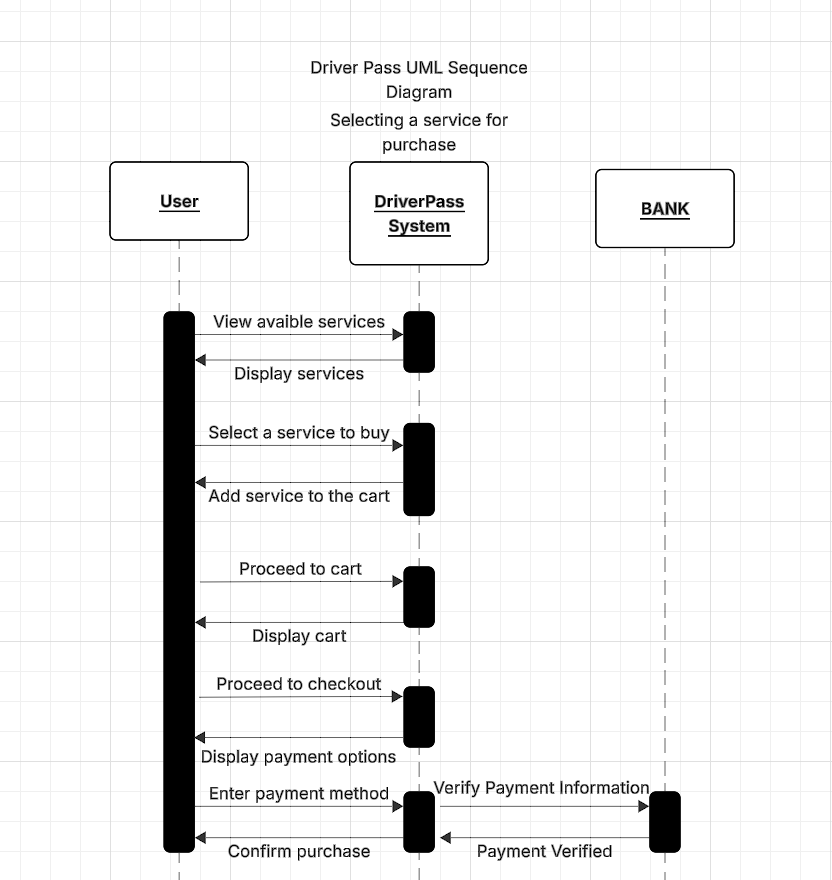 Driver Pass UML Sequence
Diagram
Selecting a service for
purchase
User
DriverPass
System
BANK
View avaible services
Display services
Select a service to buy
Add service to the cart
Proceed to cart
Display cart
Proceed to checkout
Display payment options
Enter payment method
Verify Payment Information
Confirm purchase
Payment Verified